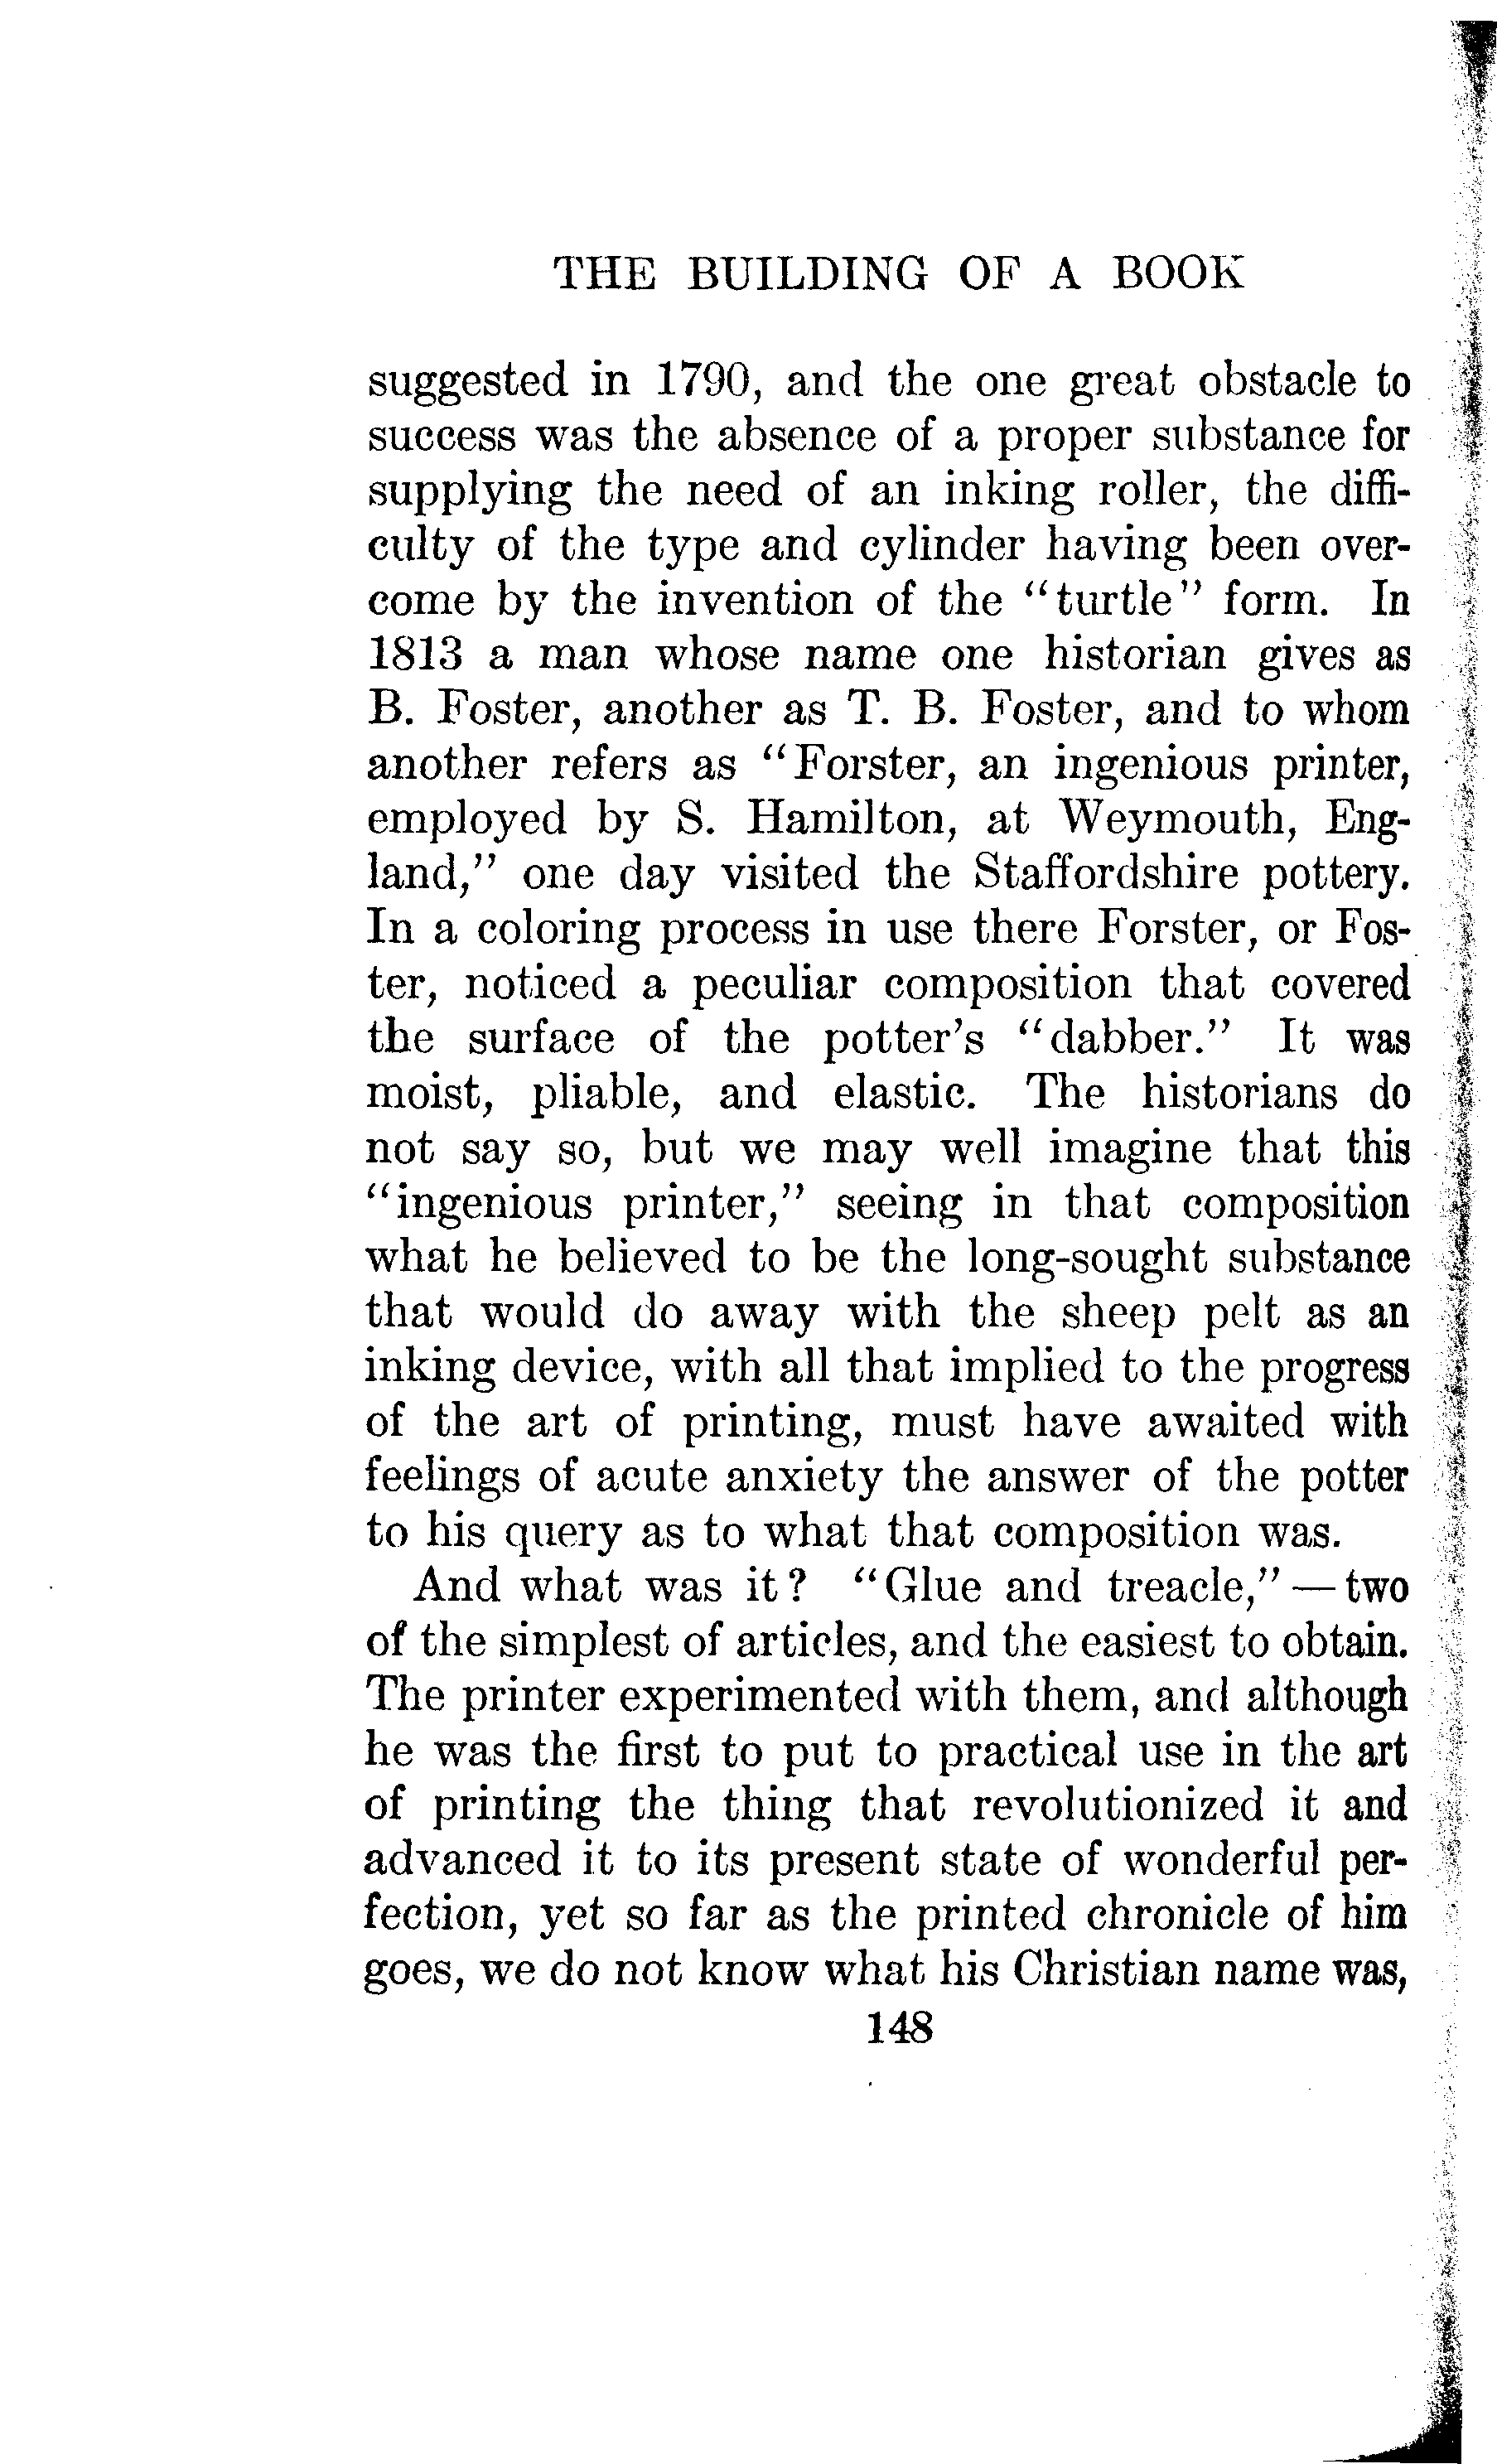 THE BUILDING OF A BOOK
suggested in 1790, and the one great obstacle to
success was the absence of a proper substance for
supplying the need of an inking roller, the diffi-
culty of the type and cylinder having been over-
come by the invention of the "turtle" form. In
1813 a man whose name one historian gives as
B. Foster, another as T. B. Foster, and to whom
another refers as "Forster, an ingenious printer,
employed by S. Hamilton, at Weymouth, Eng-
land," one day visited the Staffordshire pottery.
In a coloring process in use there Forster, or Fos-
ter, noticed a peculiar composition that covered
the surface of the potter's "dabber." It was
moist, pliable, and elastic. The historians do
not say so, but we may well imagine that this
"ingenious printer," seeing in that composition
what he believed to be the long-sought substance
that would do away with the sheep pelt as an
inking device, with all that implied to the progress
of the art of printing, must have awaited with
feelings of acute anxiety the answer of the potter
to his query as to what that composition was.
And what was it? "Glue and treacle," — two
of the simplest of articles, and the easiest to obtain.
The printer experimented with them, and although
he was the first to put to practical use in the art
of printing the thing that revolutionized it and
advanced it to its present state of wonderful per-
fection, yet so far as the printed chronicle of him
goes, we do not know what his Christian name was,
148